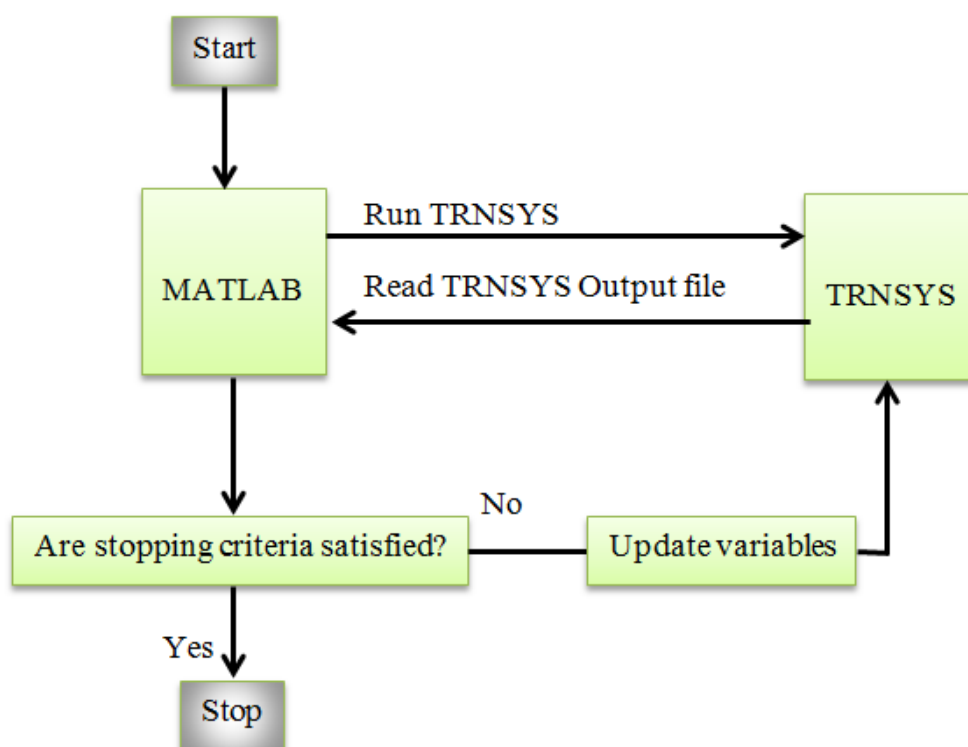 Start
Run TRNSYS
MATLAB
Read TRNSYS Output file
TRNSYS
No
Are stopping criteria satisfied?
Update variables
Yes
Stop